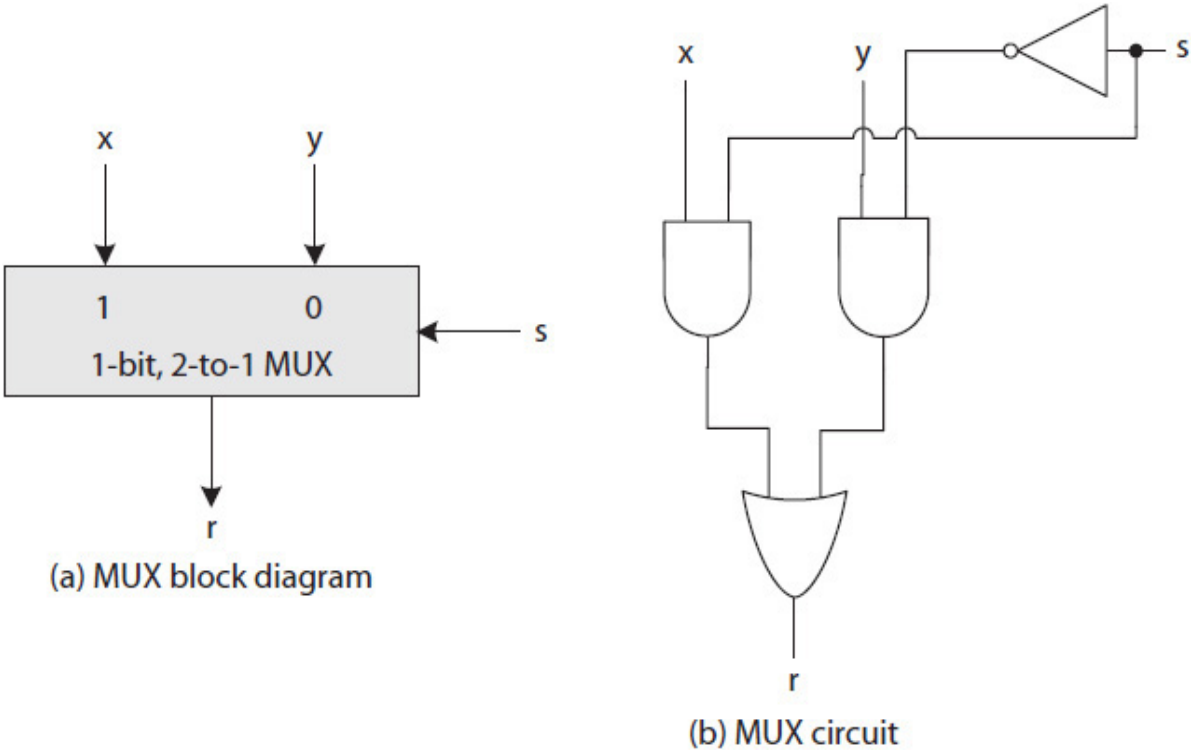 x y
1 0
1-bit, 2-to-1 MUX
s
r
(a) MUX block diagram
x y s
r
(b) MUX circuit